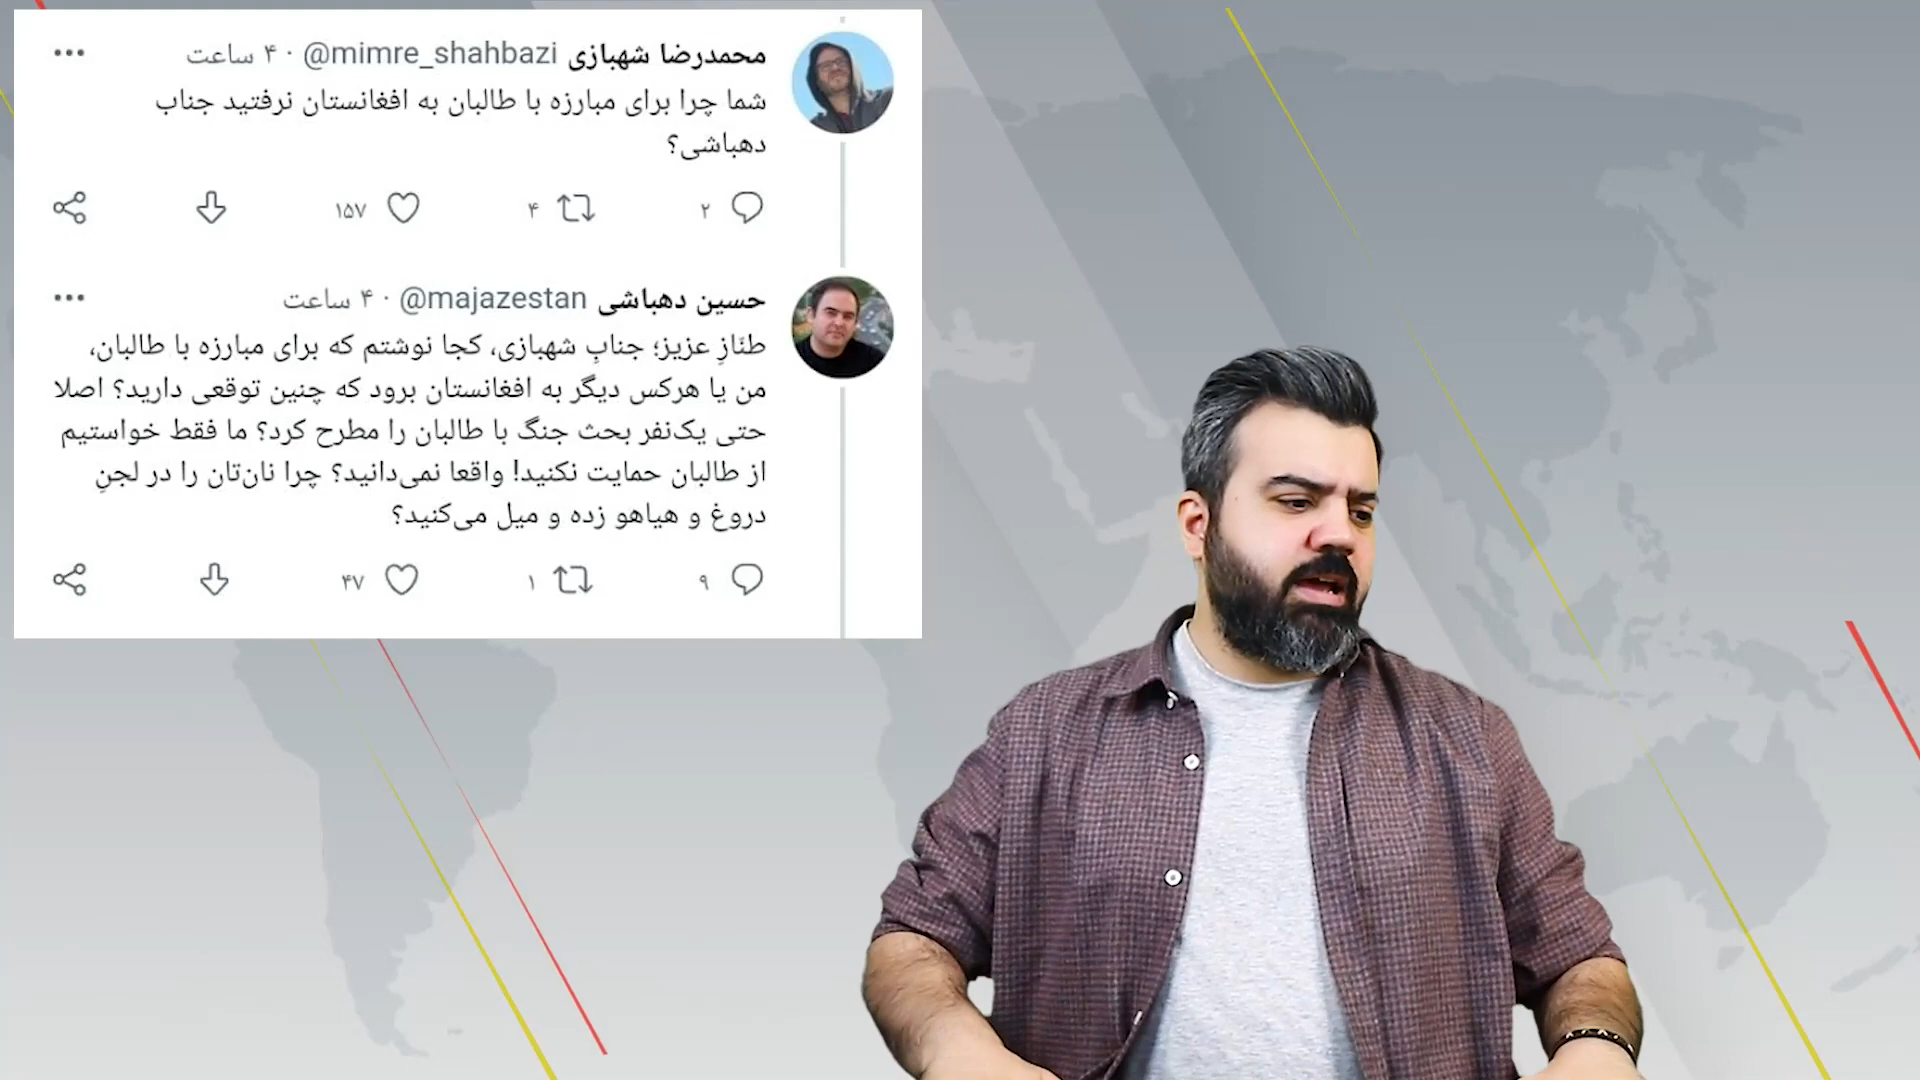 محمدرضا شهبازی @mimre_shahbazi · ۴ ساعت
شما چرا برای مبارزه با طالبان به افغانستان نرفتید جناب
دهباشی؟
۲ ۴ ۱۵۷
حسین دهباشی @majazestan · ۴ ساعت
طنّازِ عزیز؛ جنابِ شهبازی، کجا نوشتم که برای مبارزه با طالبان،
من یا هرکس دیگر به افغانستان برود که چنین توقعی دارید؟ اصلا
حتی یک‌نفر بحث جنگ با طالبان را مطرح کرد؟ ما فقط خواستیم
از طالبان حمایت نکنید! واقعا نمی‌دانید؟ چرا نان‌تان را در لجنِ
دروغ و هیاهو زده و میل می‌کنید؟
۹ ۱ ۴۷